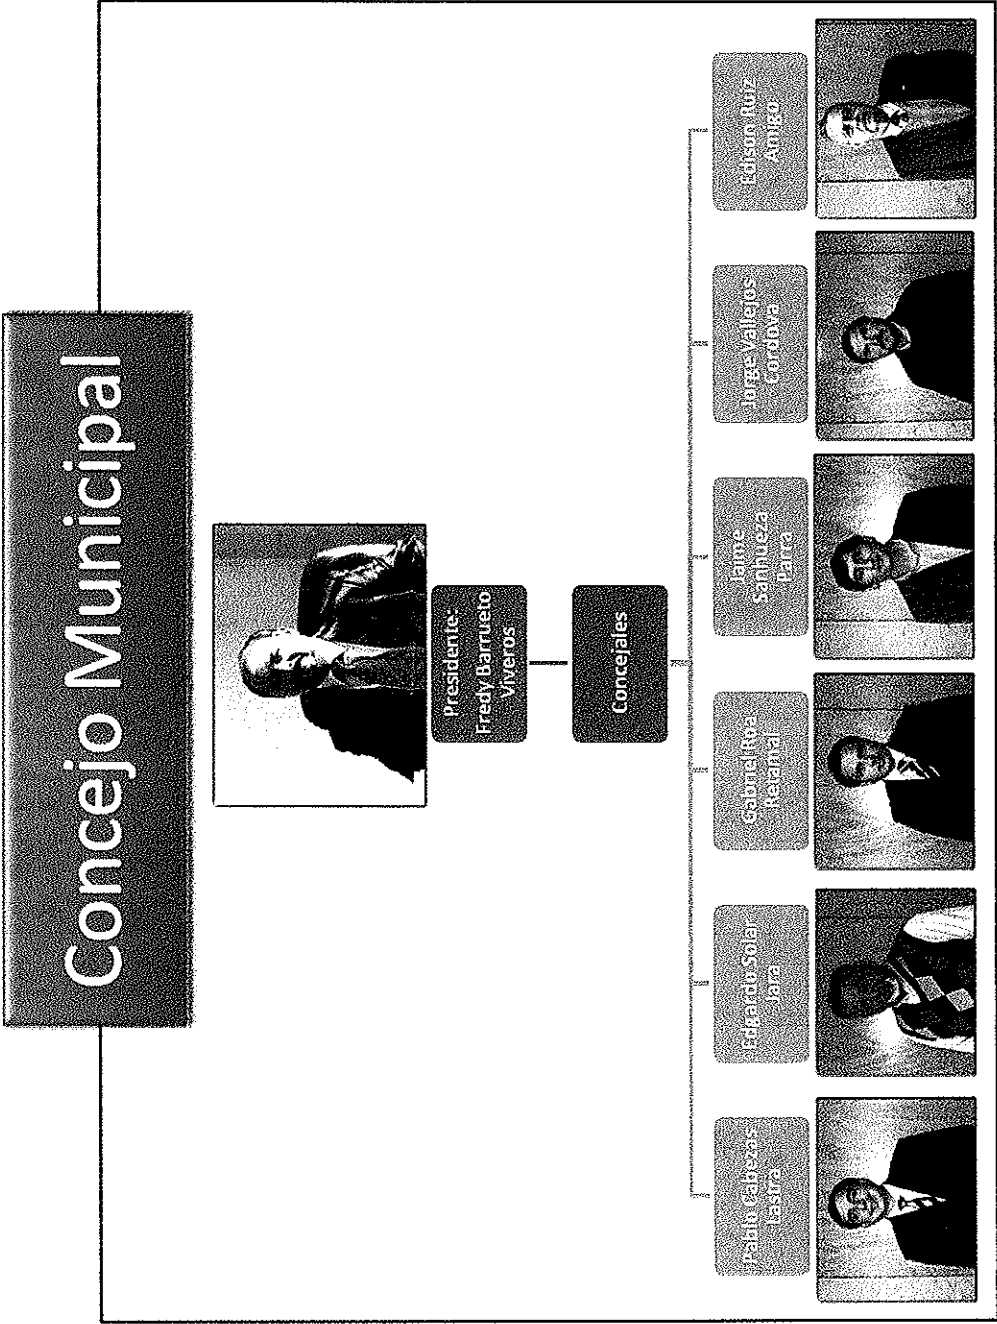 Concejo Municipal
Presidente:
Fredy Barrueto
Viveros
Concejales
Pablo Cabezas
Lastra
Edgardo Solar
Jara
Gabriel Roa
Retamal
Jaime
Sanhueza
Parra
Jorge Vallejos
Cordova
Edison Ruiz
Amigo